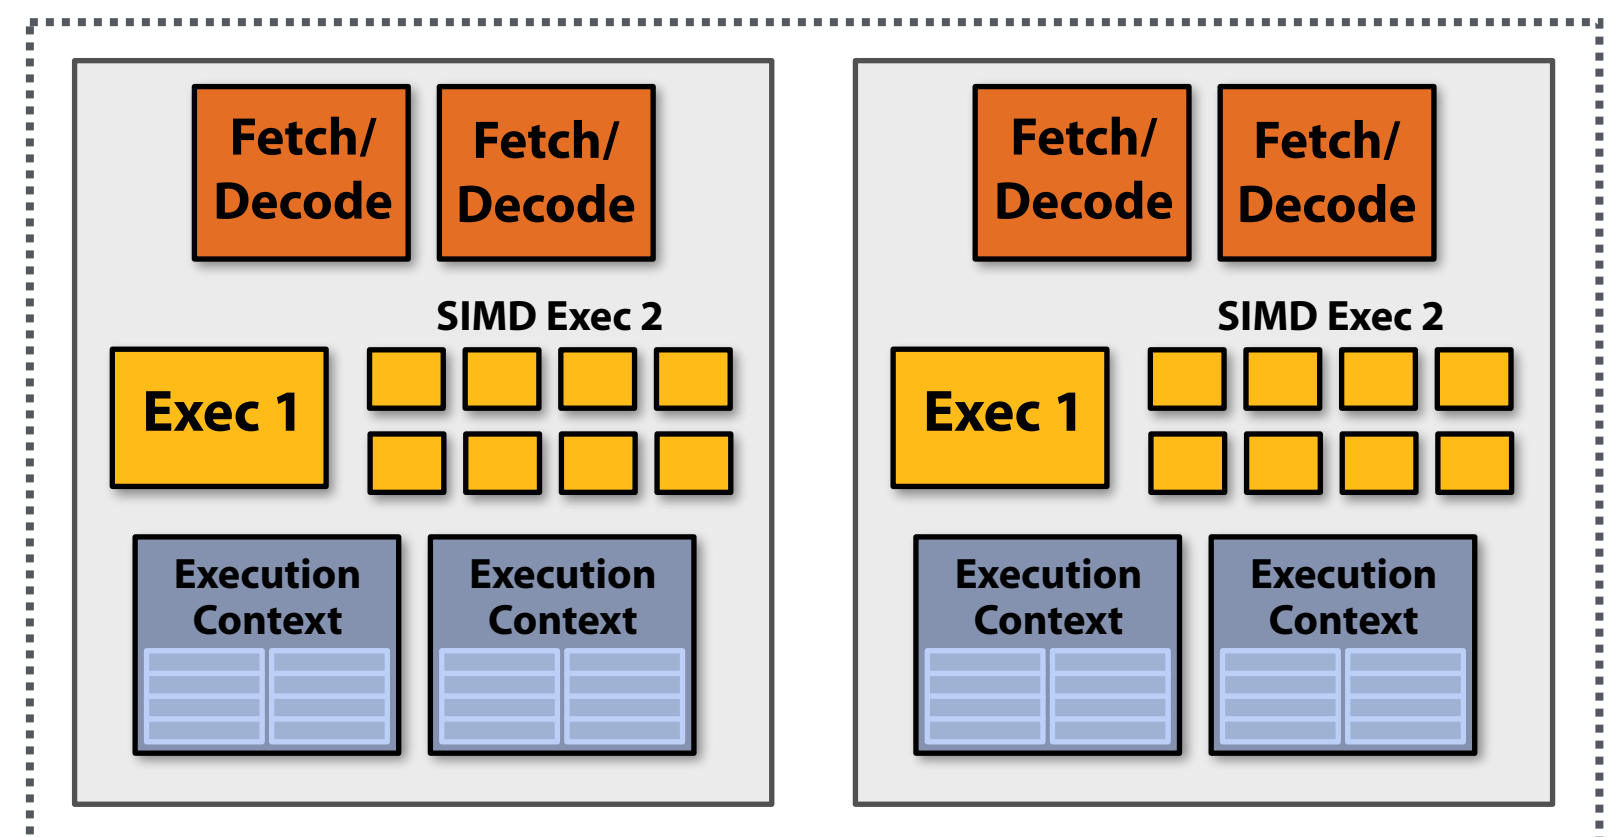 Fetch/
Decode
Fetch/
Decode
SIMD Exec 2
Exec 1
Execution
Context
Execution
Context
Fetch/
Decode
Fetch/
Decode
SIMD Exec 2
Exec 1
Execution
Context
Execution
Context